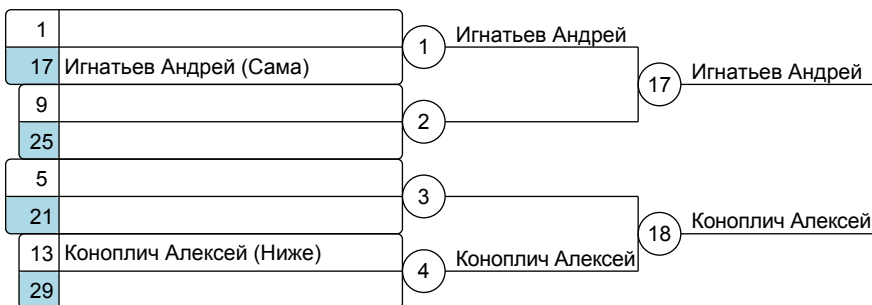 1
1 Игнатьев Андрей
17 Игнатьев Андрей (Сама)
17 Игнатьев Андрей
9
2
25
5
3
21
18 Коноплич Алексей
13 Коноплич Алексей (Ниже)
4 Коноплич Алексей
29